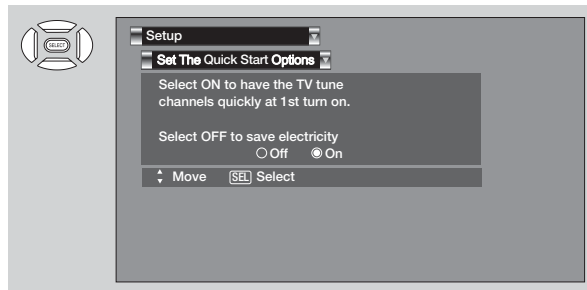 SELECT
Setup
Set The Quick Start Options
Select ON to have the TV tune
channels quickly at 1st turn on.
Select OFF to save electricity
Off On
Move SEL Select